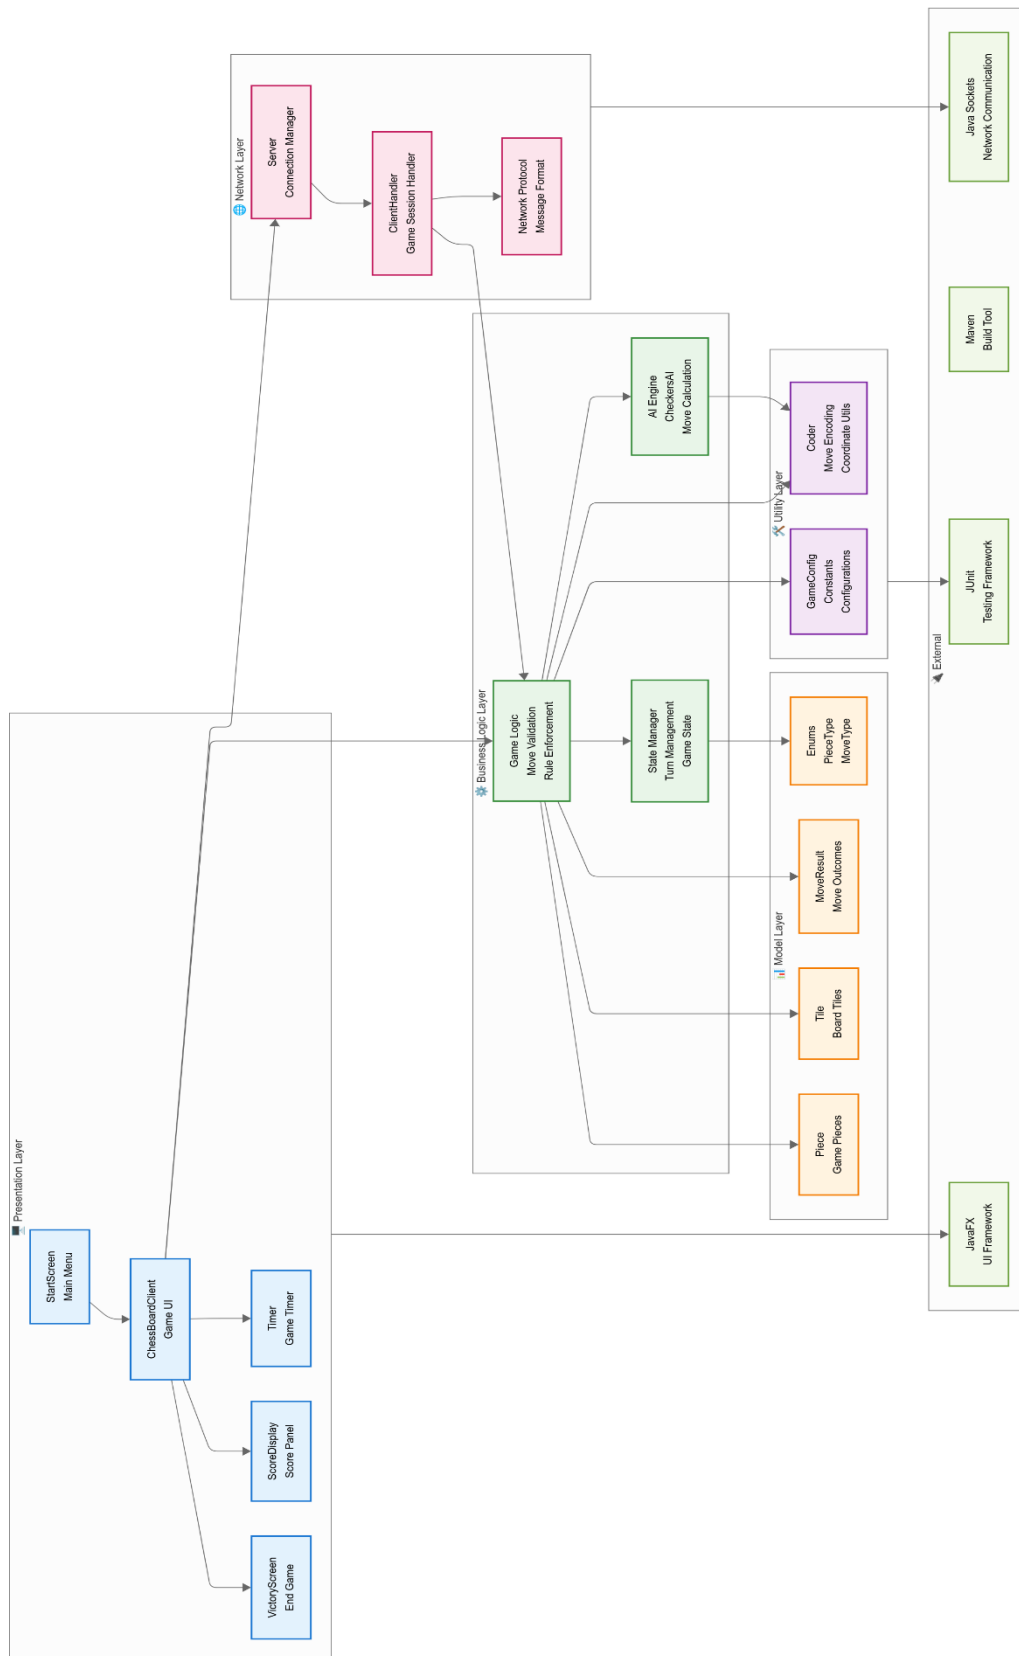 🖥️ Presentation Layer
StartScreen
Main Menu
ChessBoardClient
Game UI
VictoryScreen
End Game
ScoreDisplay
Score Panel
Timer
Game Timer
🌐 Network Layer
Server
Connection Manager
ClientHandler
Game Session Handler
Network Protocol
Message Format
⚙️ Business Logic Layer
Game Logic
Move Validation
Rule Enforcement
State Manager
Turn Management
Game State
AI Engine
CheckersAI
Move Calculation
📊 Model Layer
Piece
Game Pieces
Tile
Board Tiles
MoveResult
Move Outcomes
Enums
PieceType
MoveType
🛠️ Utility Layer
GameConfig
Constants
Configurations
Coder
Move Encoding
Coordinate Utils
🔌 External
JavaFX
UI Framework
JUnit
Testing Framework
Maven
Build Tool
Java Sockets
Network Communication